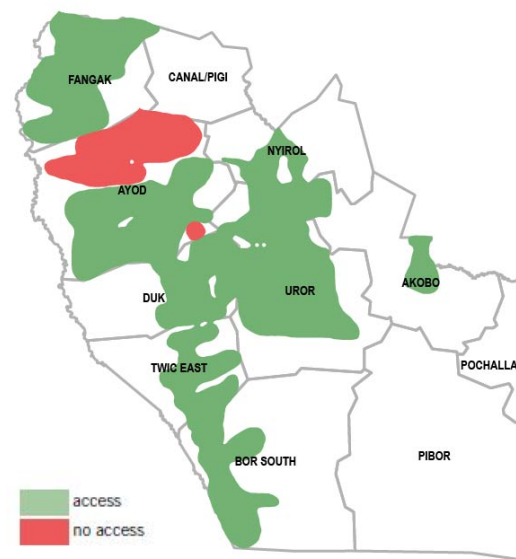 FANGAK
CANAL/PIGI
NYIROL
AYOD
AKOBO
UROR
DUK
POCHALLA
TWIC EAST
PIBOR
BOR SOUTH
access
no access